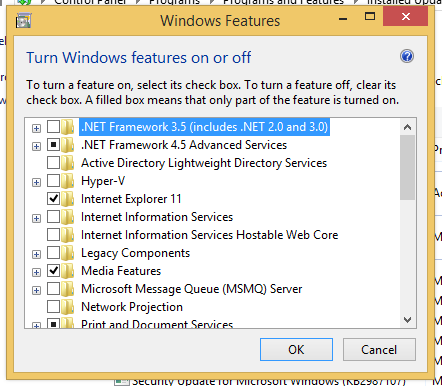 Control Panel ▸ Programs ▸ Programs and Features ▸ Installed Upda
Windows Features
Turn Windows features on or off
To turn a feature on, select its check box. To turn a feature off, clear its
check box. A filled box means that only part of the feature is turned on.
.NET Framework 3.5 (includes .NET 2.0 and 3.0)
.NET Framework 4.5 Advanced Services
Active Directory Lightweight Directory Services
Hyper-V
Internet Explorer 11
Internet Information Services
Internet Information Services Hostable Web Core
Legacy Components
Media Features
Microsoft Message Queue (MSMQ) Server
Network Projection
Print and Document Services
OK Cancel
Security Update for Microsoft Windows (KB2987107)